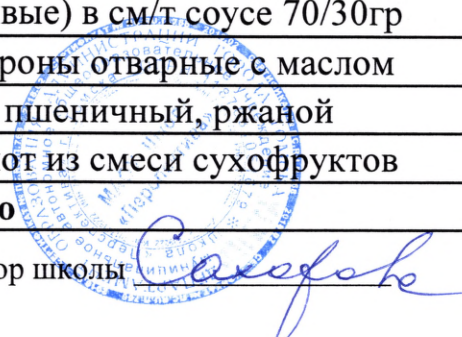 вые) в см/т соусе 70/30гр
роны отварные с маслом
пшеничный, ржаной
от из смеси сухофруктов
о
ор школы